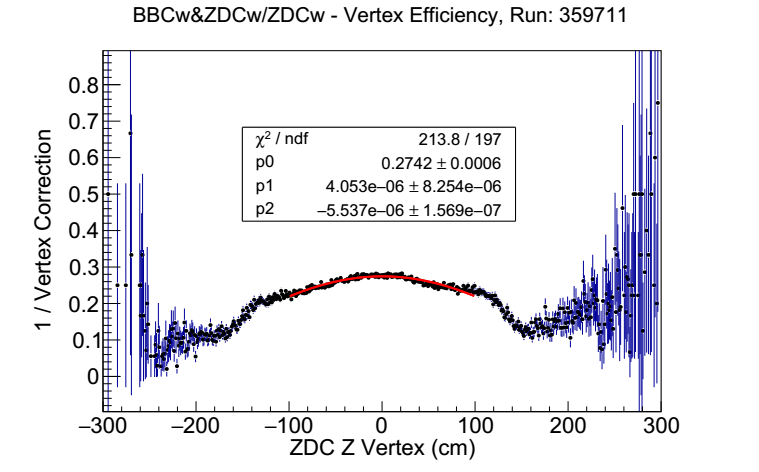 BBCw&ZDCw/ZDCw - Vertex Efficiency, Run: 359711
1 / Vertex Correction
0.8
0.7
0.6
0.5
0.4
0.3
0.2
0.1
0
χ² / ndf 213.8 / 197
p0 0.2742 ± 0.0006
p1 4.053e−06 ± 8.254e−06
p2 −5.537e−06 ± 1.569e−07
−300 −200 −100 0 100 200 300
ZDC Z Vertex (cm)